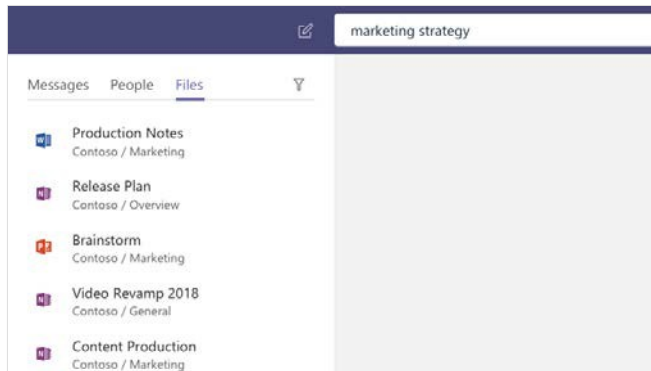 marketing strategy
Messages People Files
Production Notes
Contoso / Marketing
Release Plan
Contoso / Overview
Brainstorm
Contoso / Marketing
Video Revamp 2018
Contoso / General
Content Production
Contoso / Marketing